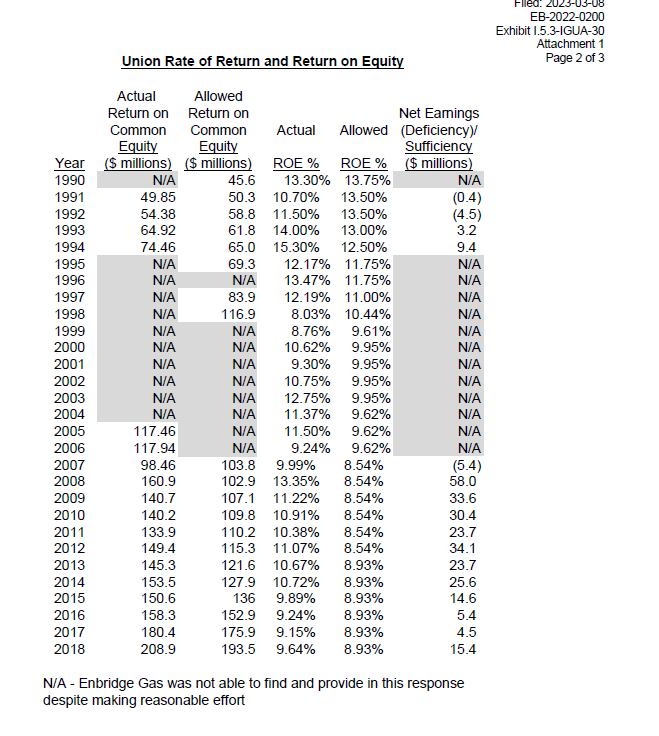 Filed: 2023-03-08
EB-2022-0200
Exhibit I.5.3-IGUA-30
Attachment 1
Page 2 of 3
Union Rate of Return and Return on Equity
Actual Allowed
Return on Return on Net Earnings
Common Common Actual Allowed (Deficiency)/
Equity Equity Sufficiency
Year ($ millions) ($ millions) ROE % ROE % ($ millions)
1990 N/A 45.6 13.30% 13.75% N/A
1991 49.85 50.3 10.70% 13.50% (0.4)
1992 54.38 58.8 11.50% 13.50% (4.5)
1993 64.92 61.8 14.00% 13.00% 3.2
1994 74.46 65.0 15.30% 12.50% 9.4
1995 N/A 69.3 12.17% 11.75% N/A
1996 N/A N/A 13.47% 11.75% N/A
1997 N/A 83.9 12.19% 11.00% N/A
1998 N/A 116.9 8.03% 10.44% N/A
1999 N/A N/A 8.76% 9.61% N/A
2000 N/A N/A 10.62% 9.95% N/A
2001 N/A N/A 9.30% 9.95% N/A
2002 N/A N/A 10.75% 9.95% N/A
2003 N/A N/A 12.75% 9.95% N/A
2004 N/A N/A 11.37% 9.62% N/A
2005 117.46 N/A 11.50% 9.62% N/A
2006 117.94 N/A 9.24% 9.62% N/A
2007 98.46 103.8 9.99% 8.54% (5.4)
2008 160.9 102.9 13.35% 8.54% 58.0
2009 140.7 107.1 11.22% 8.54% 33.6
2010 140.2 109.8 10.91% 8.54% 30.4
2011 133.9 110.2 10.38% 8.54% 23.7
2012 149.4 115.3 11.07% 8.54% 34.1
2013 145.3 121.6 10.67% 8.93% 23.7
2014 153.5 127.9 10.72% 8.93% 25.6
2015 150.6 136 9.89% 8.93% 14.6
2016 158.3 152.9 9.24% 8.93% 5.4
2017 180.4 175.9 9.15% 8.93% 4.5
2018 208.9 193.5 9.64% 8.93% 15.4
N/A - Enbridge Gas was not able to find and provide in this response
despite making reasonable effort